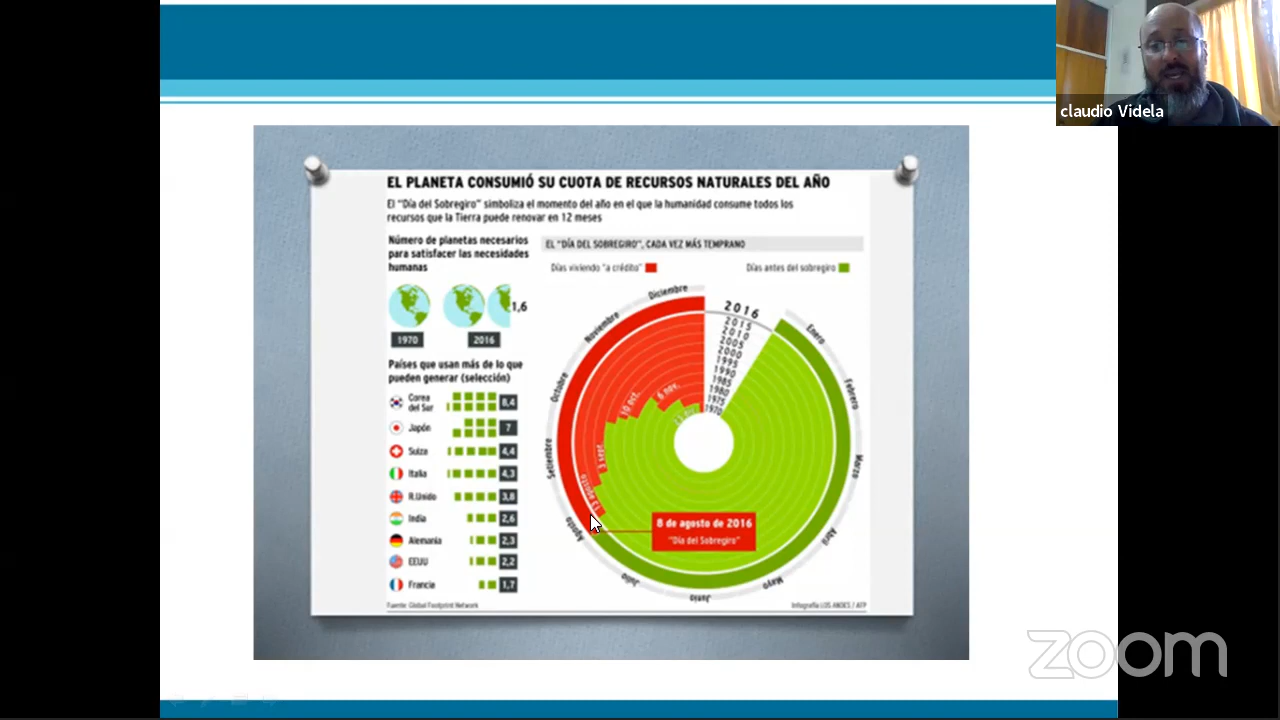 claudio Videla
EL PLANETA CONSUMIÓ SU CUOTA DE RECURSOS NATURALES DEL AÑO
El “Día del Sobregiro” simboliza el momento del año en el que la humanidad consume todos los
recursos que la Tierra puede renovar en 12 meses
Número de planetas necesarios
para satisfacer las necesidades
humanas
1,6
1970
2016
Países que usan más de lo que
pueden generar (selección)
Corea
del Sur
8,4
Japón
7
Suiza
4,4
Italia
4,3
R.Unido
3,8
India
2,6
Alemania
2,3
EEUU
2,2
Francia
1,7
Fuente: Global Footprint Network
EL “DÍA DEL SOBREGIRO”, CADA VEZ MÁS TEMPRANO
Días viviendo “a crédito”
Días antes del sobregiro
2016
2015
2010
2005
2000
1995
1990
1985
1980
1975
1970
Enero
Febrero
Marzo
Abril
Mayo
Junio
Julio
Agosto
Setiembre
Octubre
Noviembre
Diciembre
6 nov.
10 oct.
3 sept.
13 agosto
8 de agosto de 2016
“Día del Sobregiro”
Infografía LOS ANDES / AFP
zoom